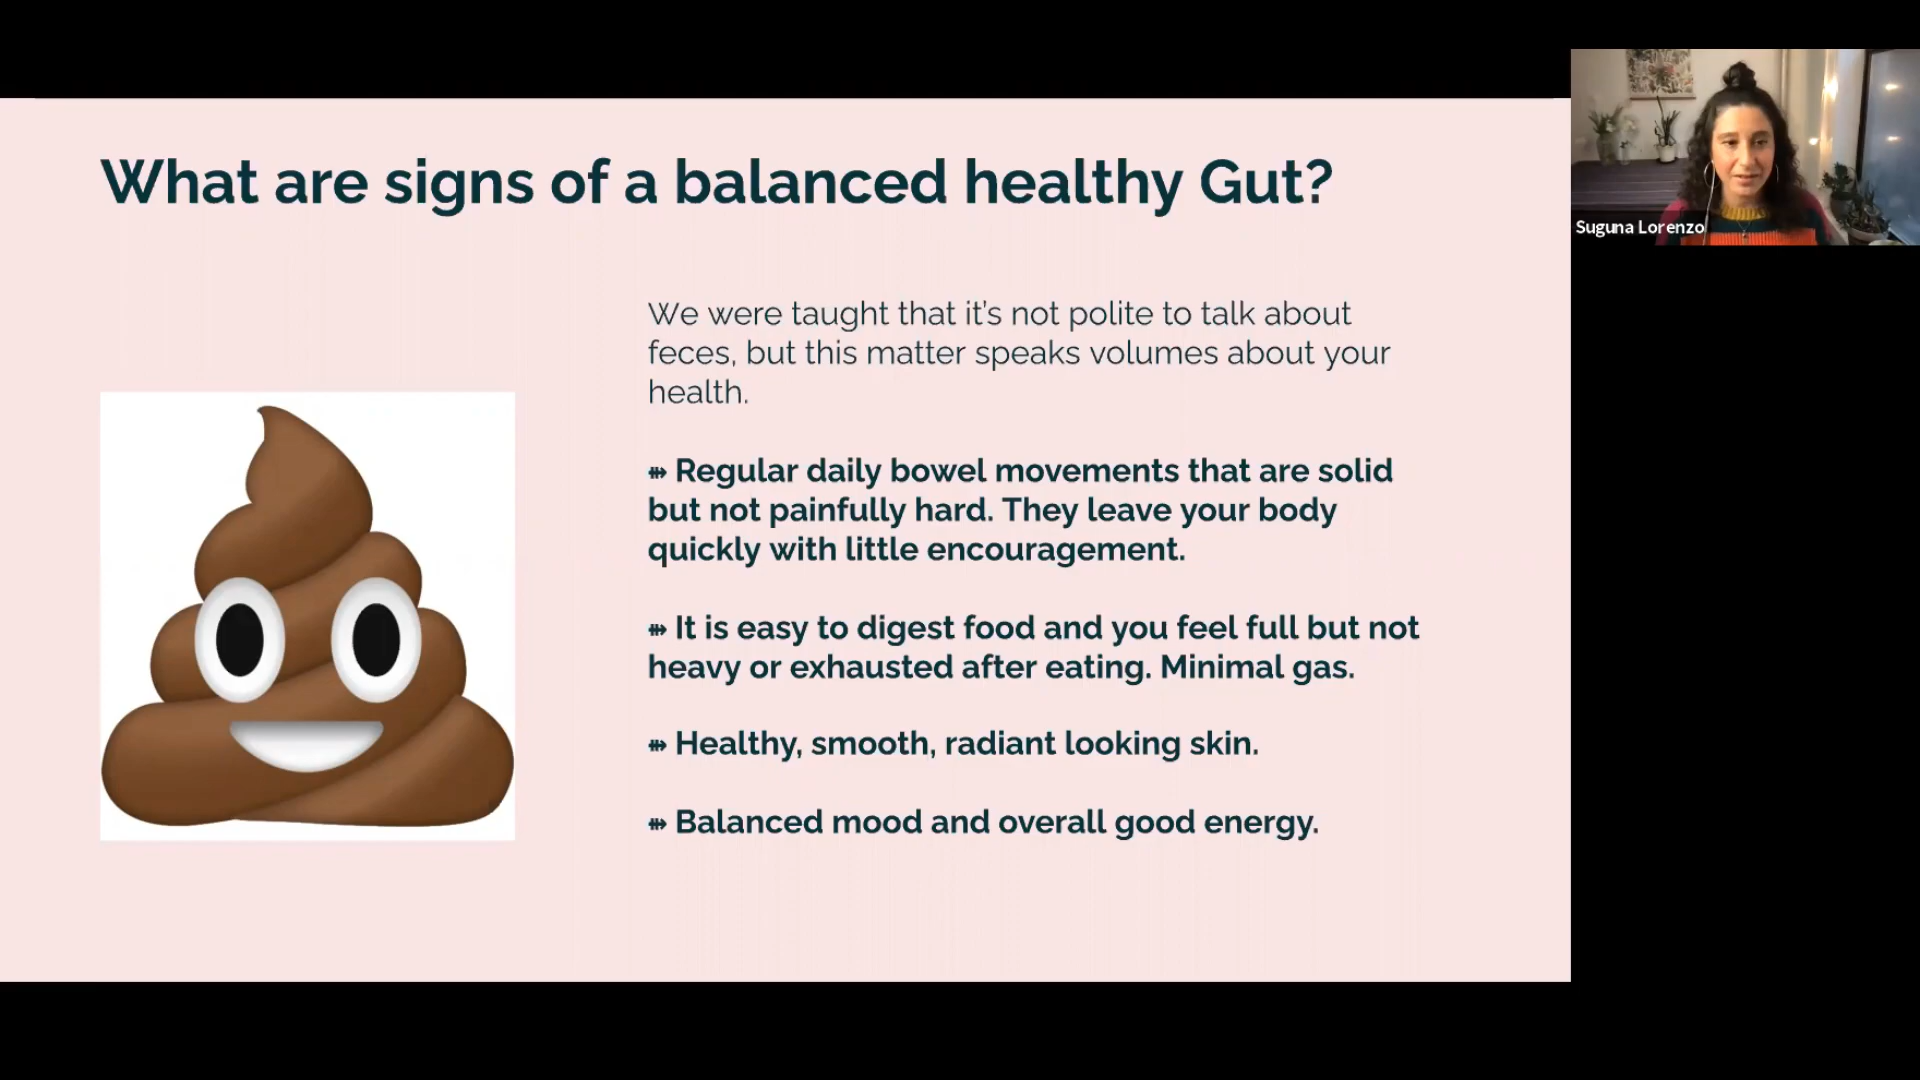 What are signs of a balanced healthy Gut?
Suguna Lorenzo
We were taught that it's not polite to talk about
feces, but this matter speaks volumes about your
health.
⤁ Regular daily bowel movements that are solid
but not painfully hard. They leave your body
quickly with little encouragement.
⤁ It is easy to digest food and you feel full but not
heavy or exhausted after eating. Minimal gas.
⤁ Healthy, smooth, radiant looking skin.
⤁ Balanced mood and overall good energy.